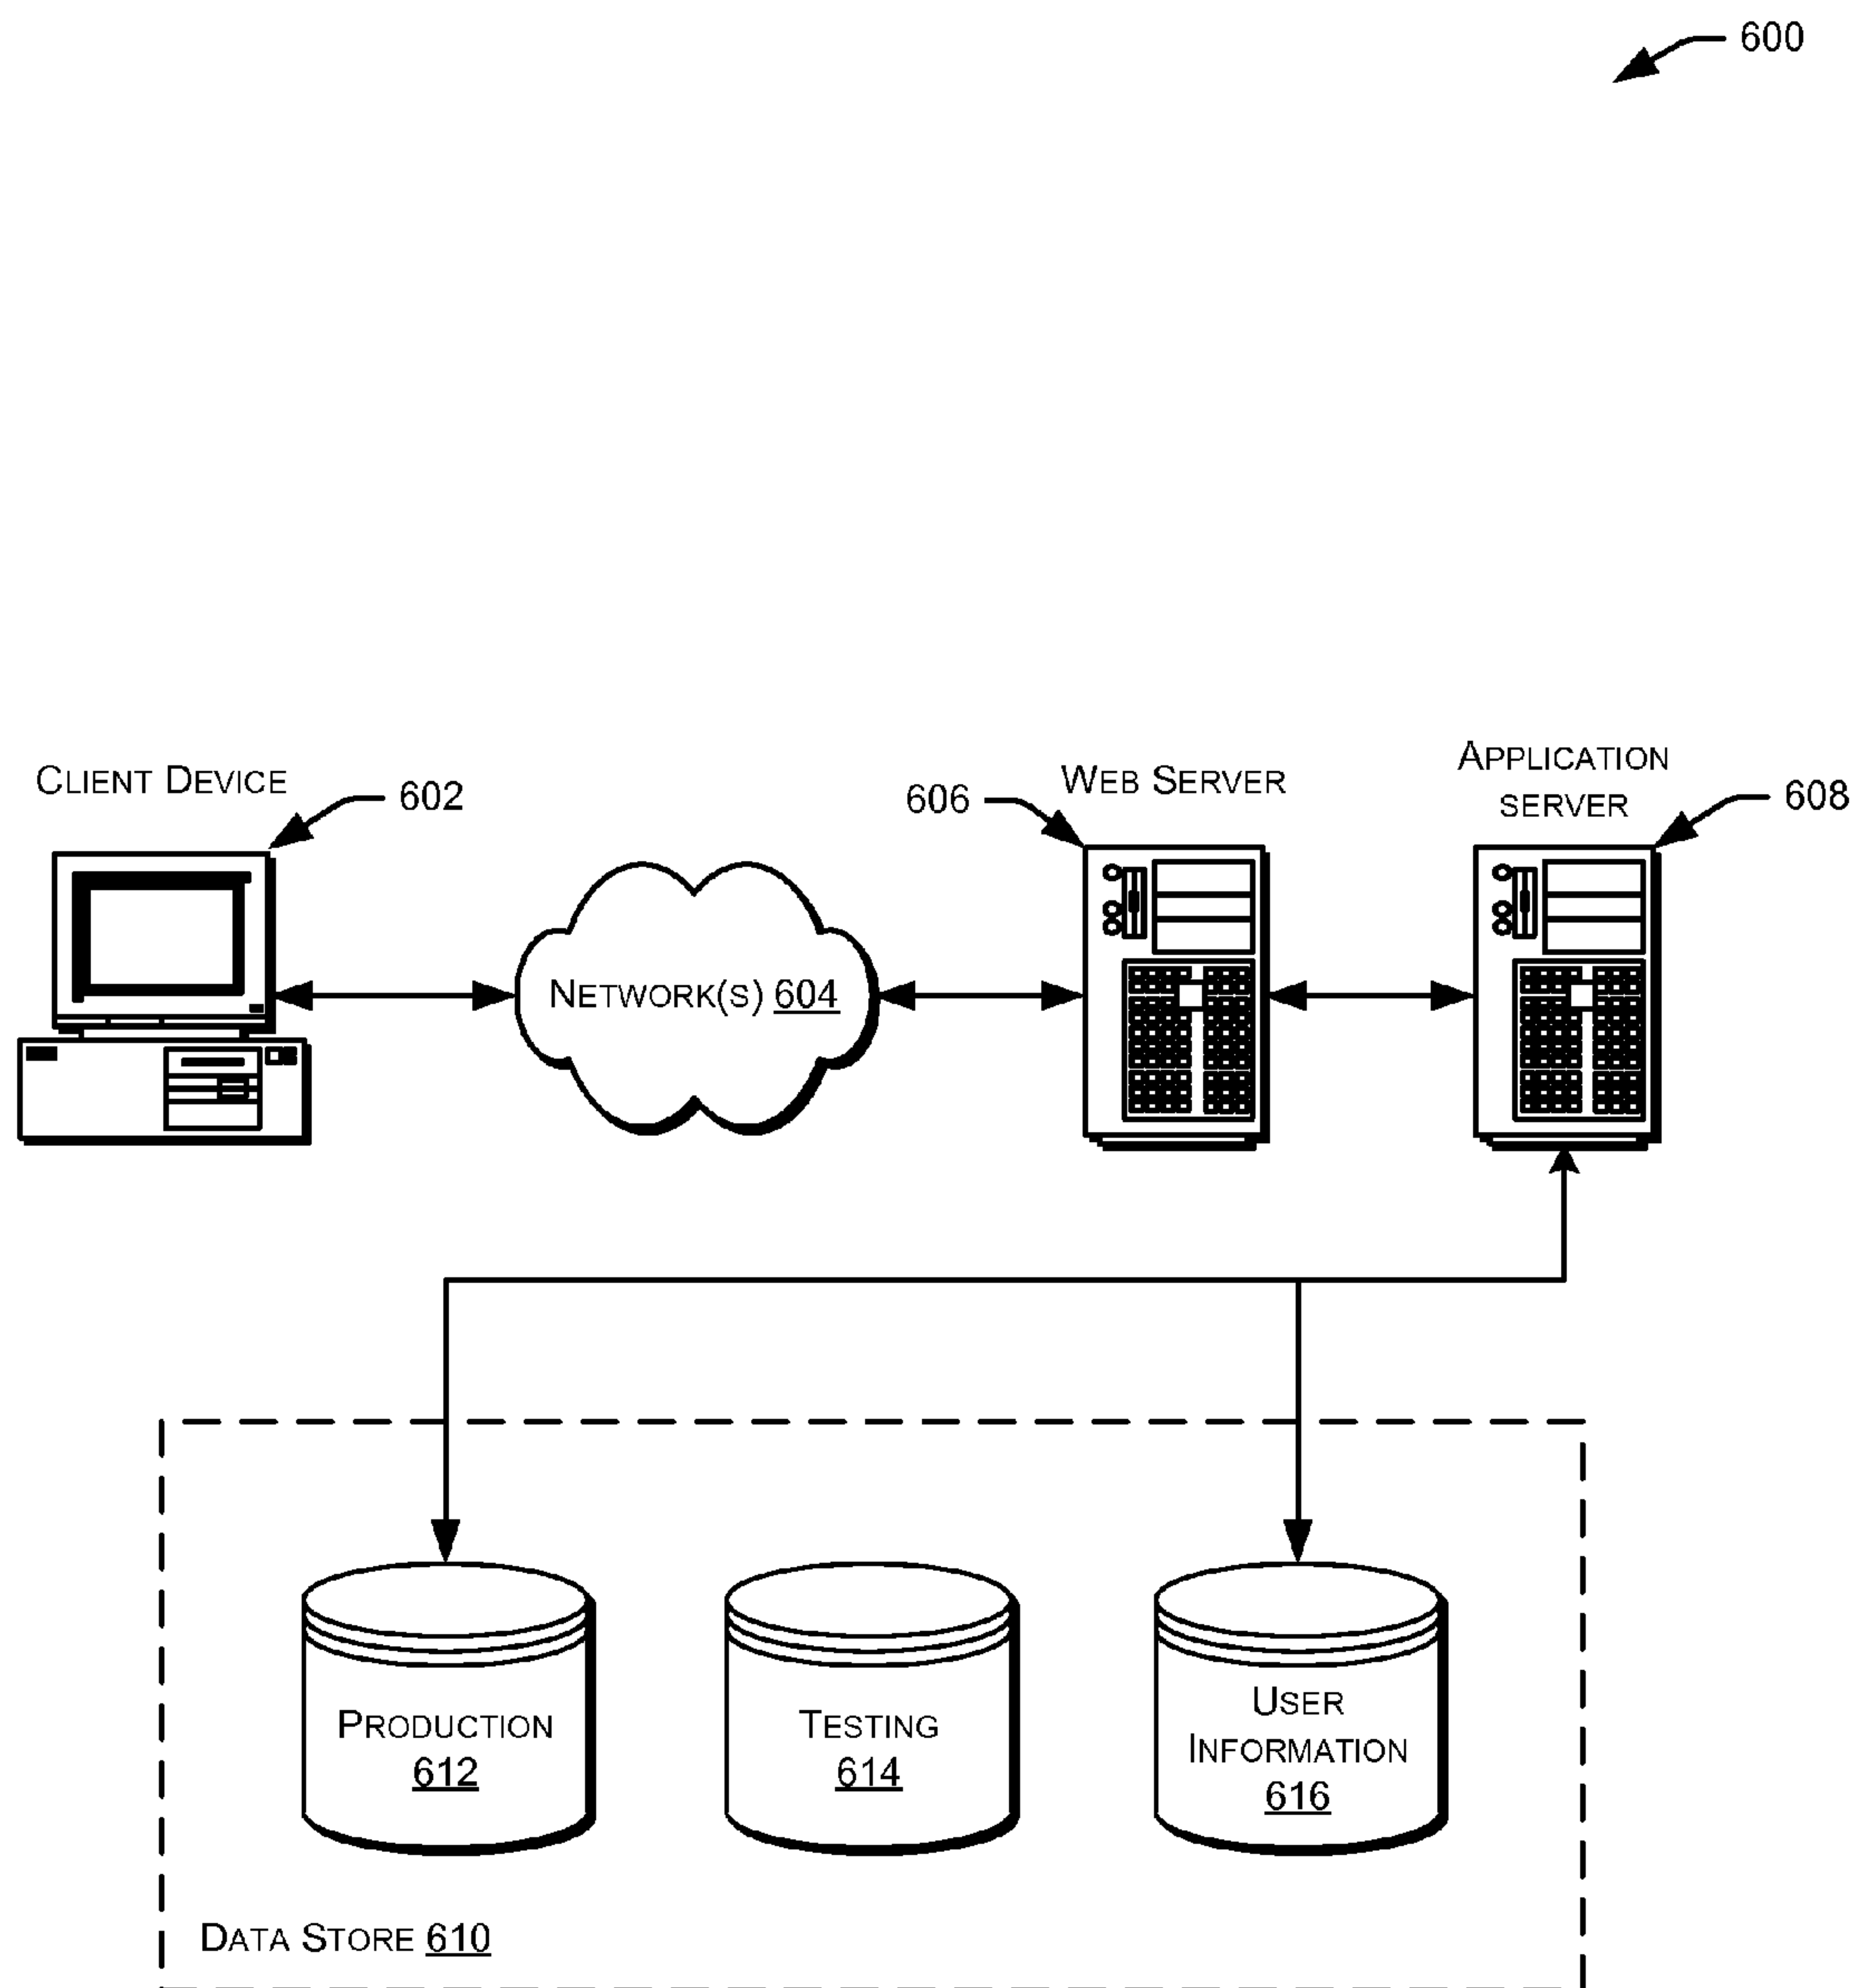 600
CLIENT DEVICE
602
606
WEB SERVER
APPLICATION
SERVER
608
NETWORK(S) 604
PRODUCTION
612
TESTING
614
USER
INFORMATION
616
DATA STORE 610